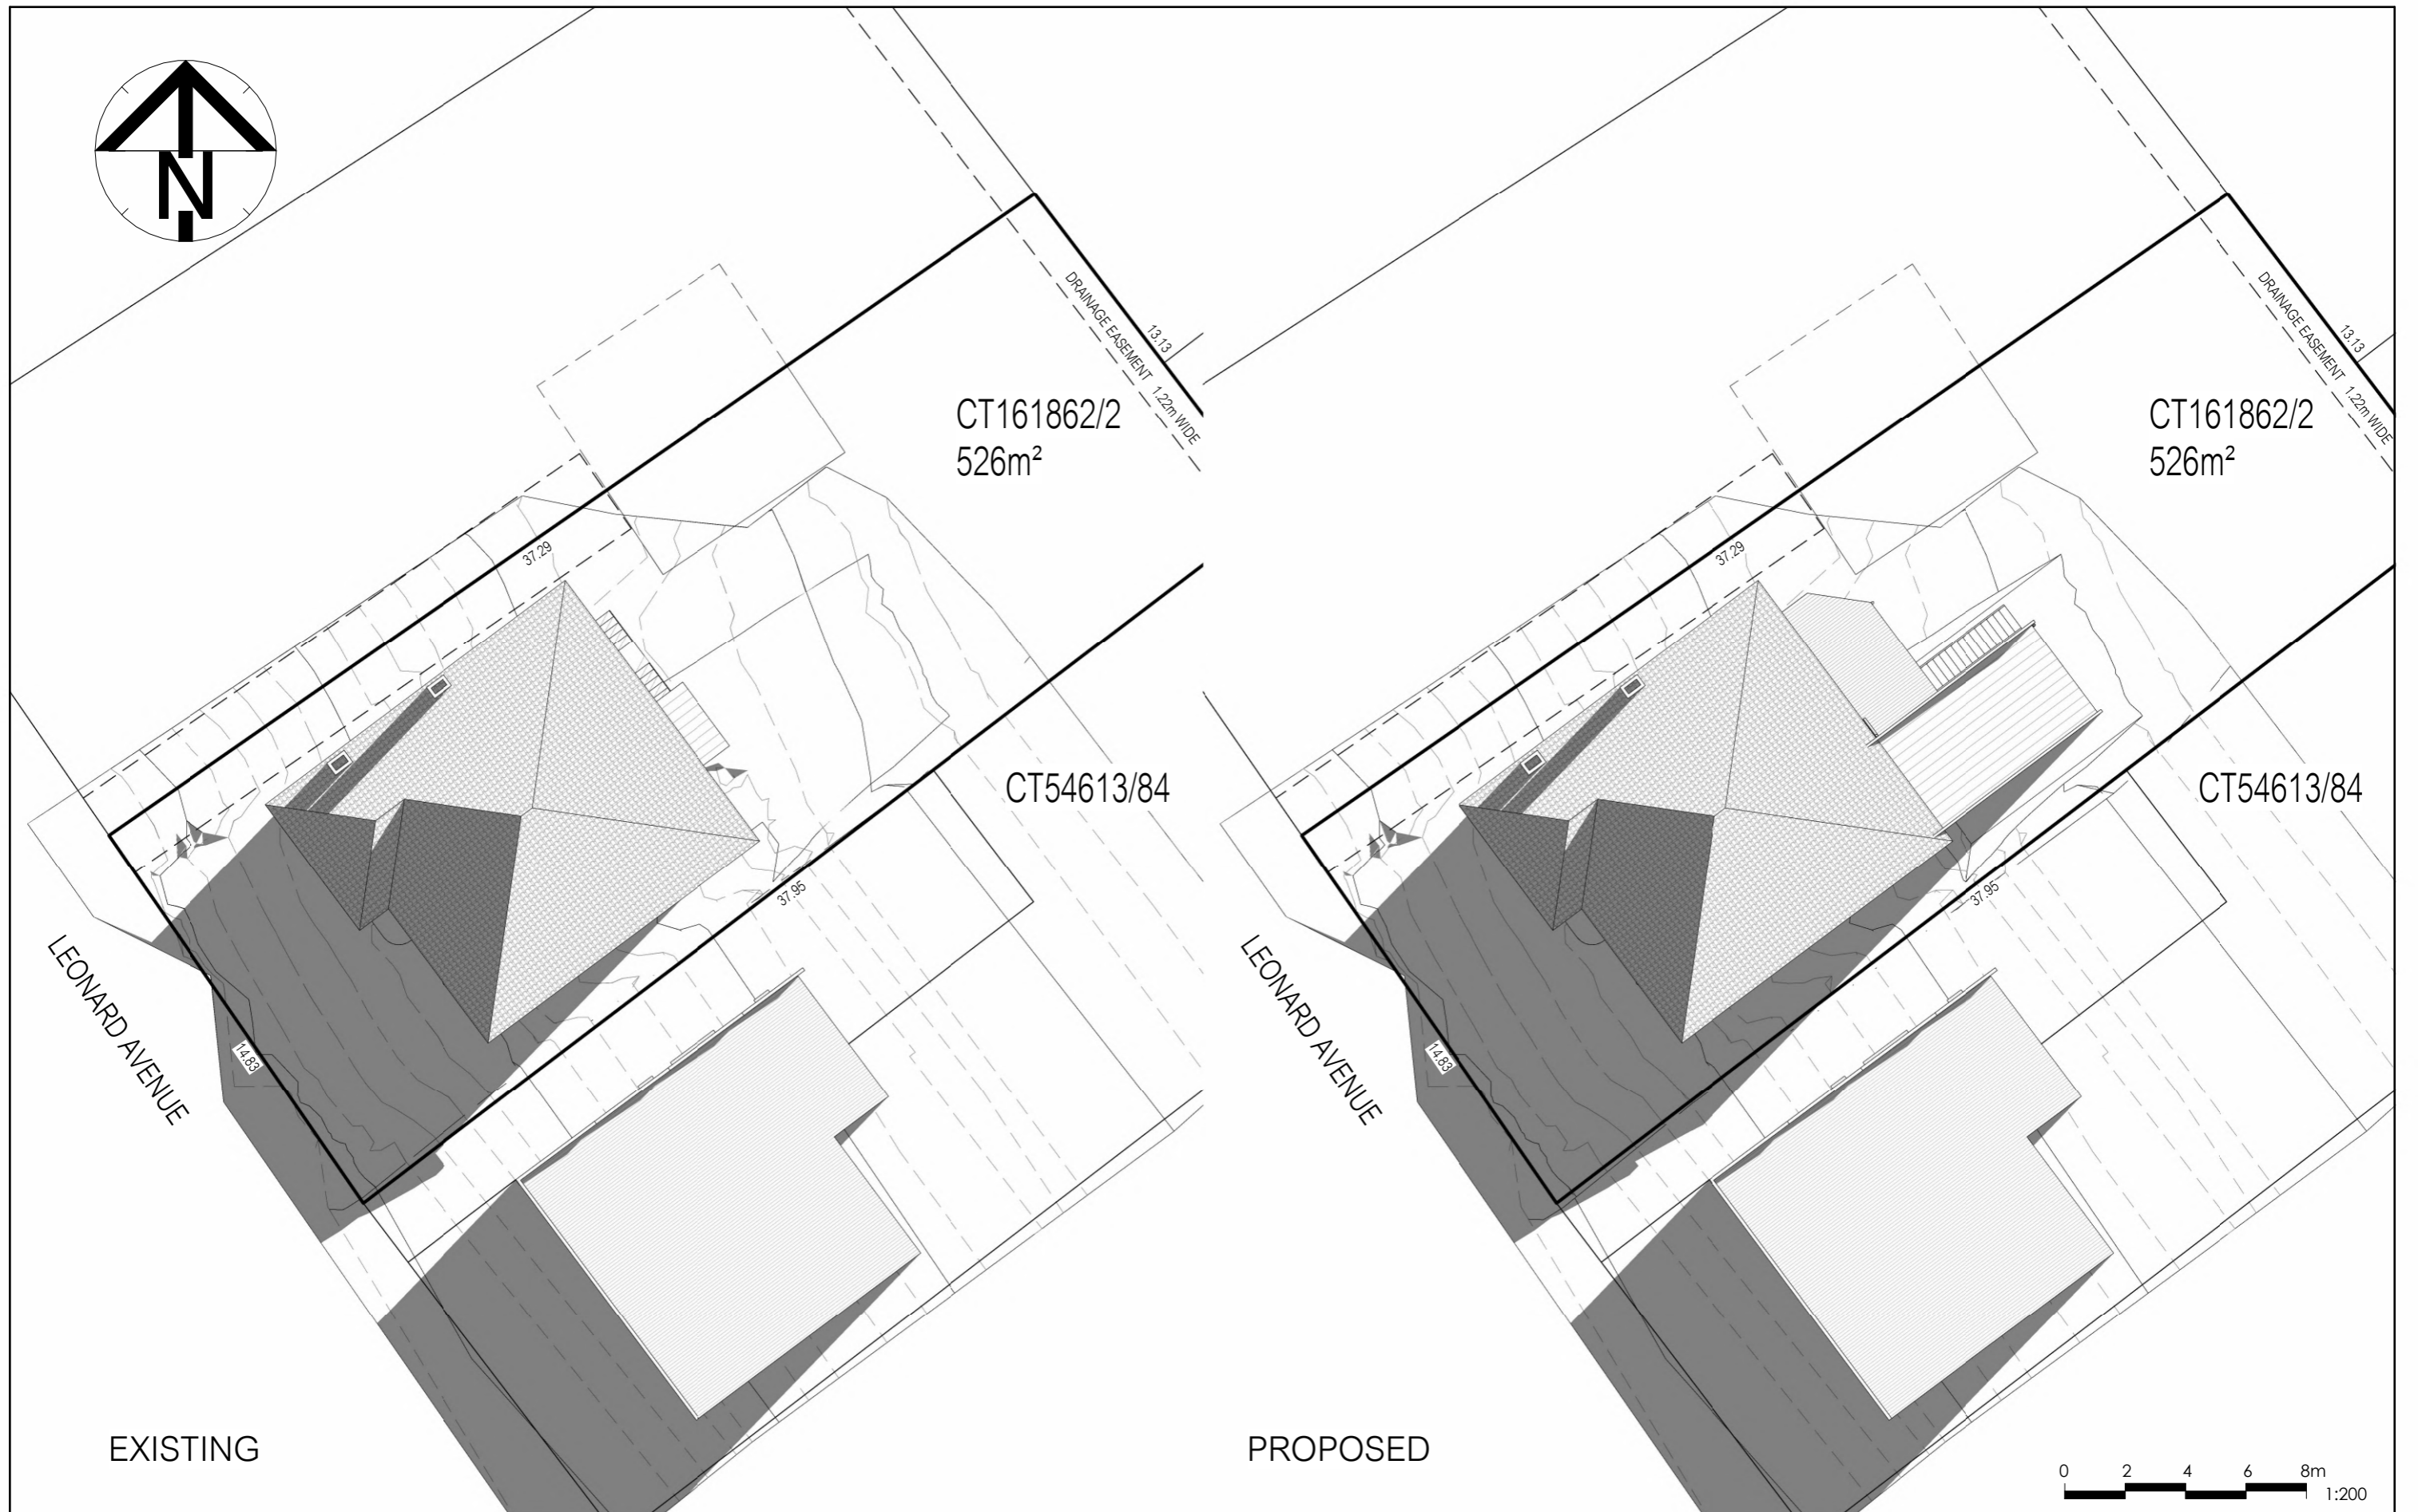 N
DRAINAGE EASEMENT 1.22m WIDE
13.13
CT161862/2
526m²
37.29
CT54613/84
37.95
LEONARD AVENUE
14.83
EXISTING
DRAINAGE EASEMENT 1.22m WIDE
13.13
CT161862/2
526m²
37.29
CT54613/84
37.95
LEONARD AVENUE
14.83
PROPOSED
0 2 4 6 8m
1:200